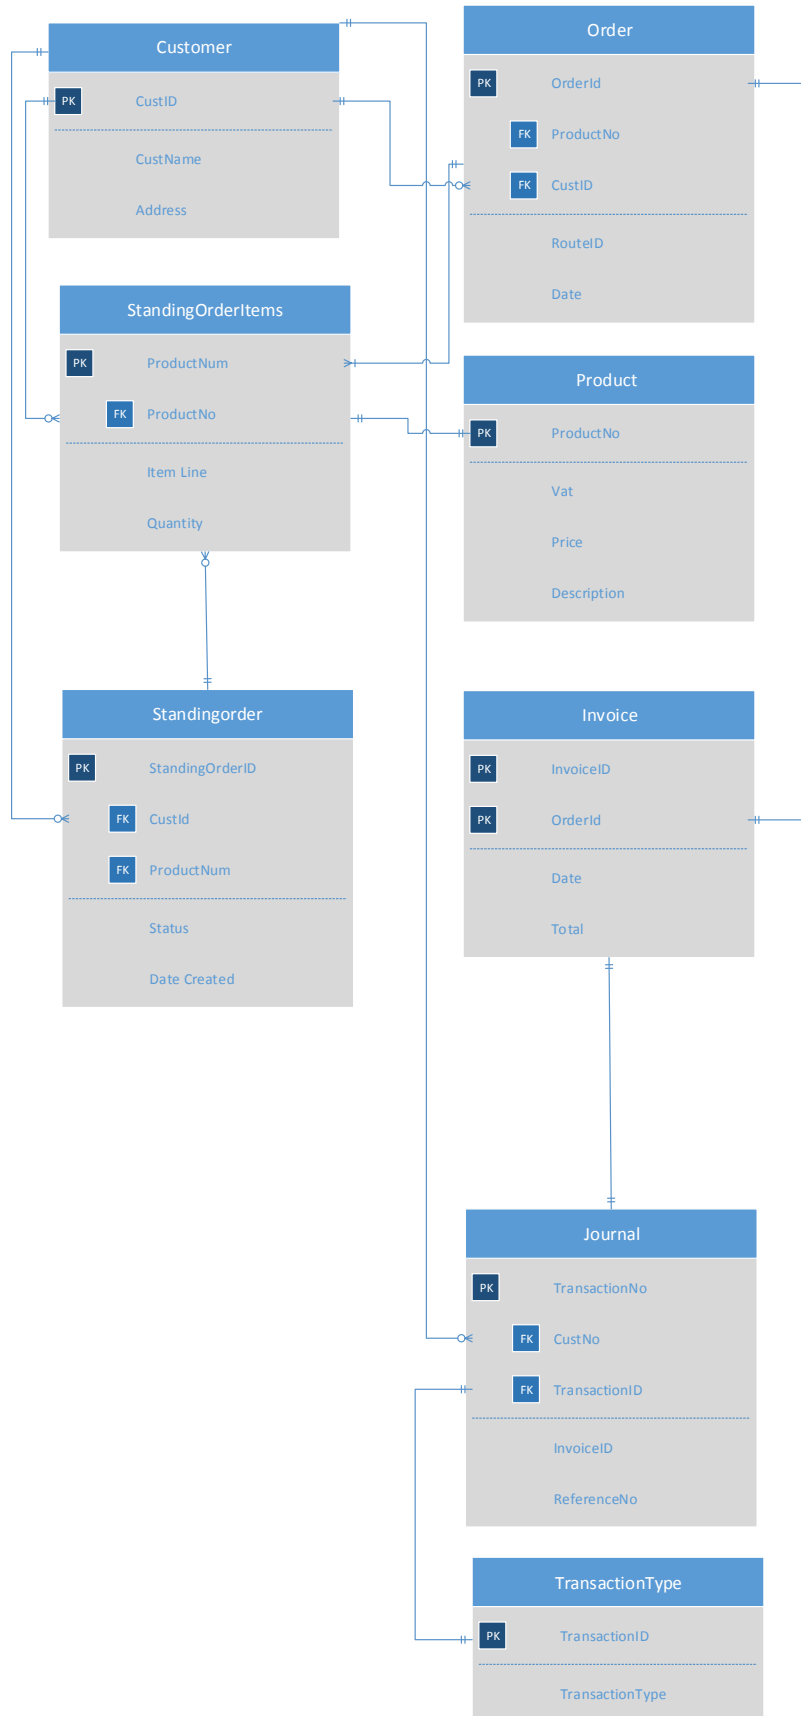 Customer
PK CustID
CustName
Address
Order
PK OrderId
FK ProductNo
FK CustID
RouteID
Date
StandingOrderItems
PK ProductNum
FK ProductNo
Item Line
Quantity
Product
PK ProductNo
Vat
Price
Description
Standingorder
PK StandingOrderID
FK CustId
FK ProductNum
Status
Date Created
Invoice
PK InvoiceID
PK OrderId
Date
Total
Journal
PK TransactionNo
FK CustNo
FK TransactionID
InvoiceID
ReferenceNo
TransactionType
PK TransactionID
TransactionType